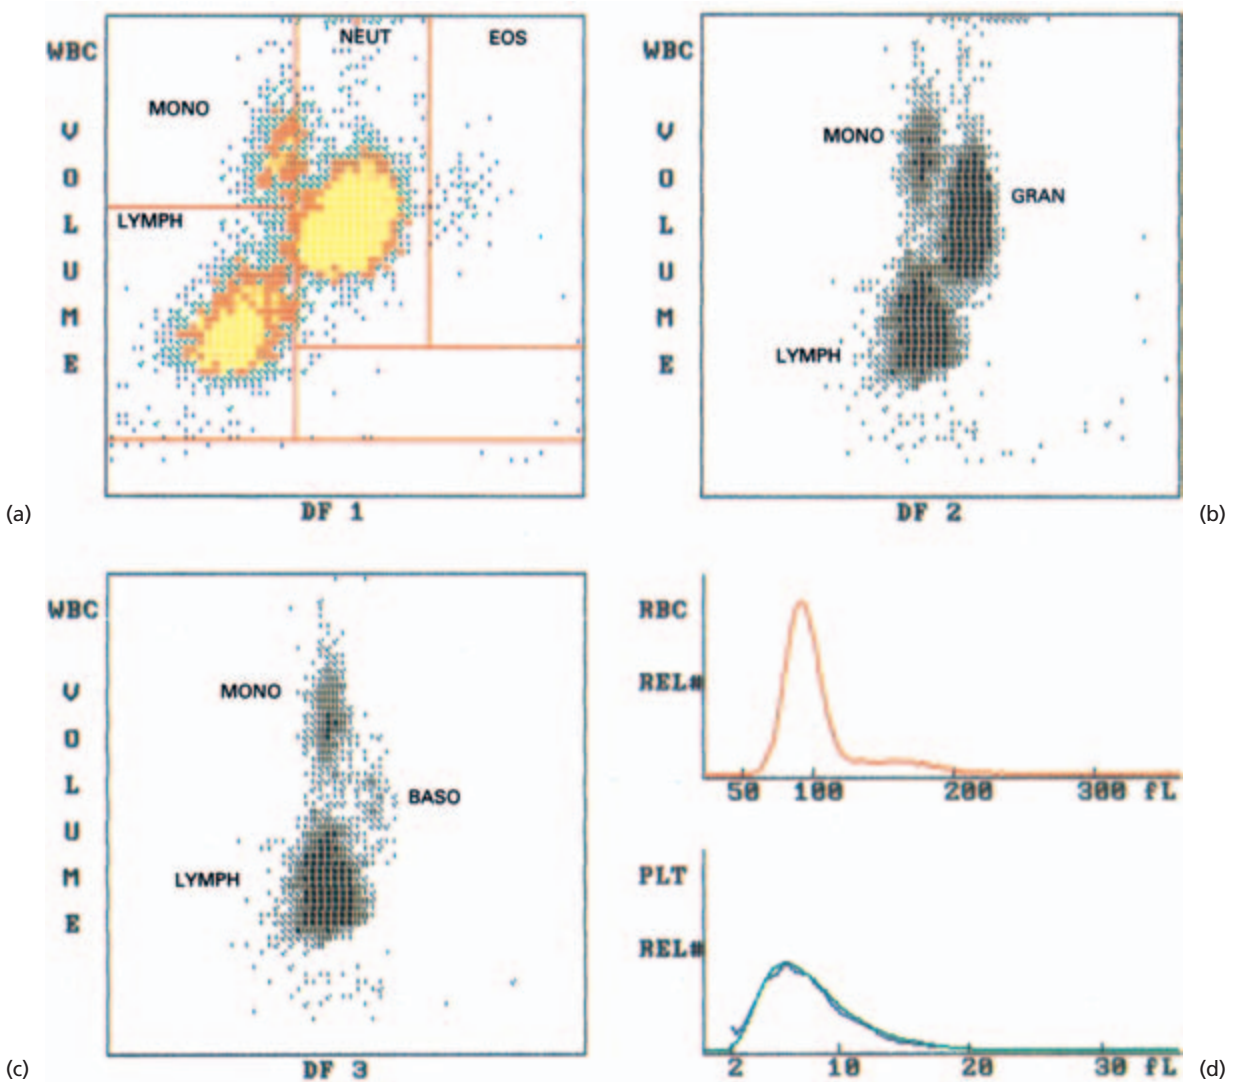 WBC
VOLUME
MONO
NEUT
EOS
LYMPH
DF 1
(a)
WBC
VOLUME
MONO
GRAN
LYMPH
DF 2
(b)
WBC
VOLUME
MONO
BASO
LYMPH
DF 3
(c)
RBC
REL#
50 100 200 300 fL
PLT
REL#
2 10 20 30 fL
(d)